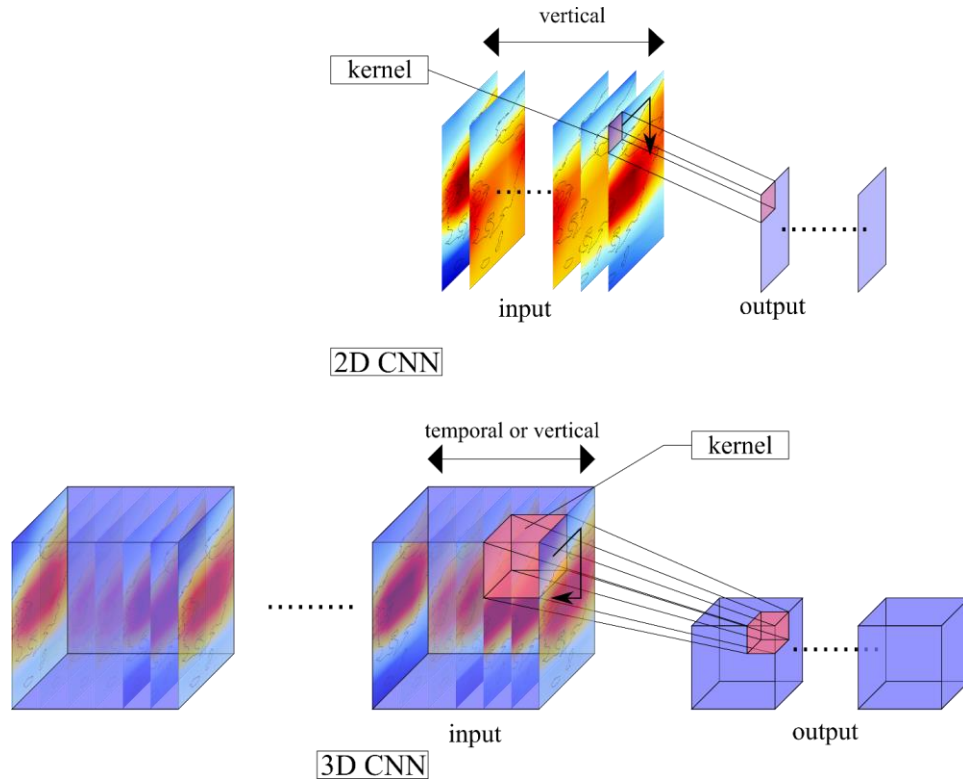 vertical
kernel
input
output
2D CNN
temporal or vertical
kernel
input
output
3D CNN